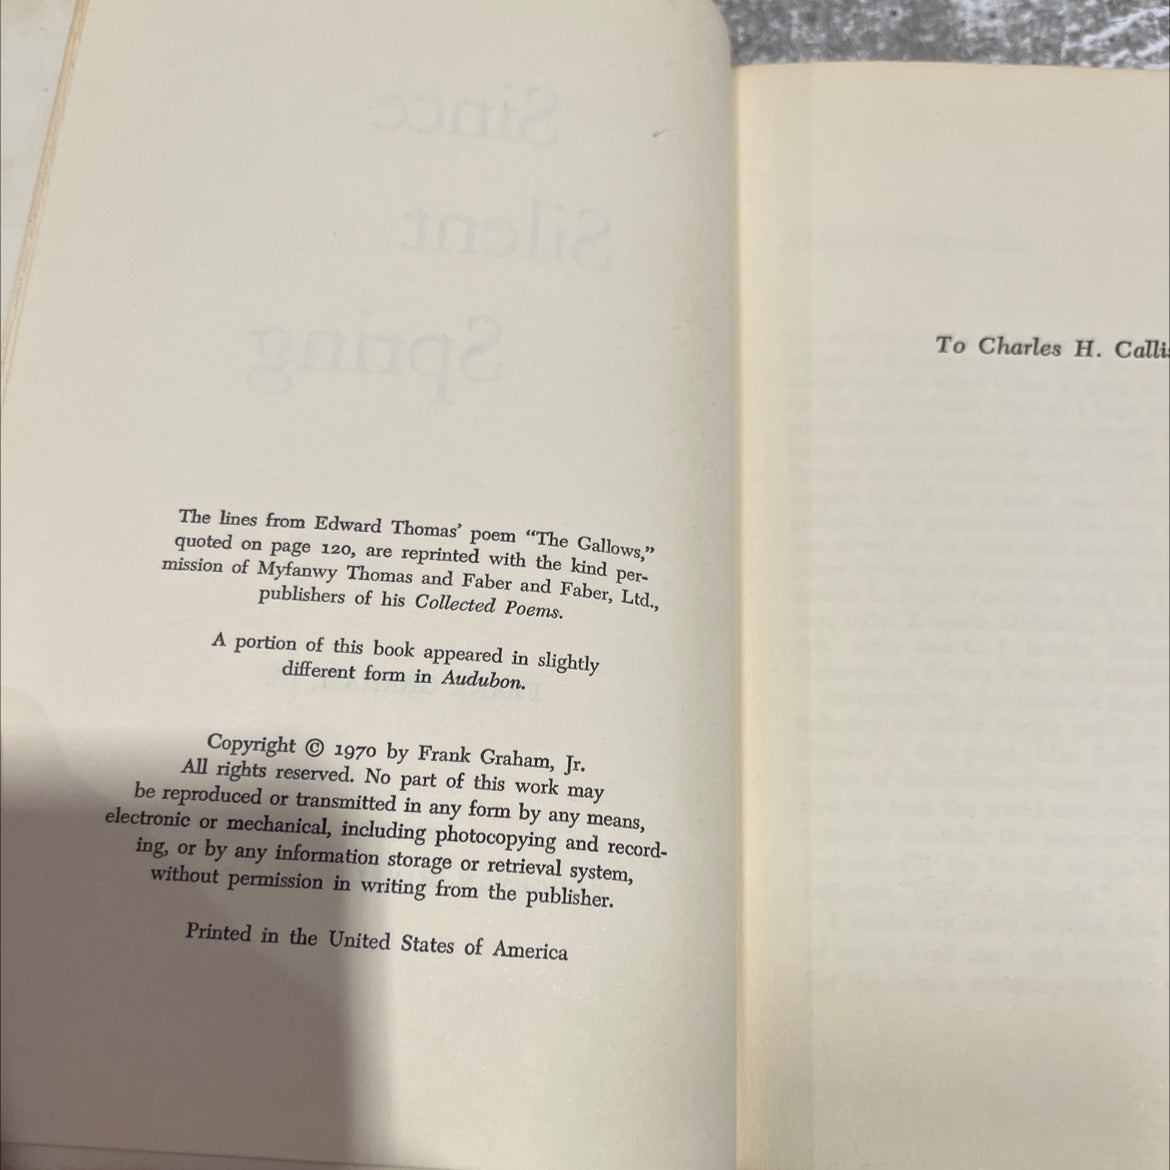 Since
Silent
Spring
The lines from Edward Thomas' poem "The Gallows,"
quoted on page 120, are reprinted with the kind per-
mission of Myfanwy Thomas and Faber and Faber, Ltd.,
publishers of his Collected Poems.
A portion of this book appeared in slightly
different form in Audubon.
Copyright © 1970 by Frank Graham, Jr.
All rights reserved. No part of this work may
be reproduced or transmitted in any form by any means,
electronic or mechanical, including photocopying and record-
ing, or by any information storage or retrieval system,
without permission in writing from the publisher.
Printed in the United States of America
To Charles H. Callis